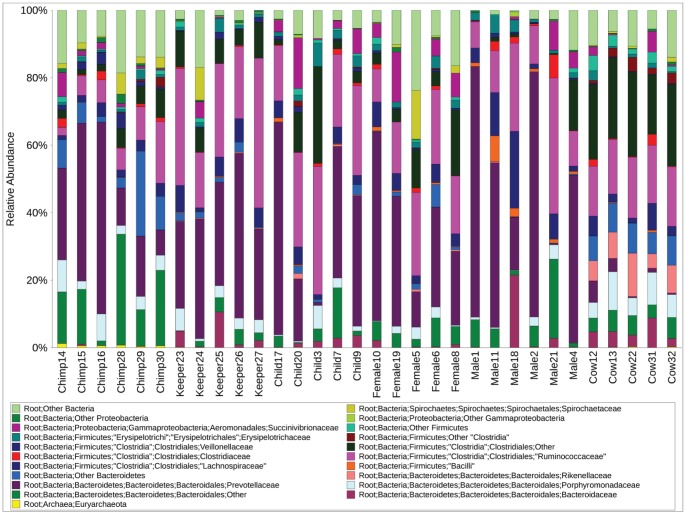 100%
80%
60%
40%
20%
0%
Relative Abundance
Chimp14
Chimp15
Chimp16
Chimp28
Chimp29
Chimp30
Keeper23
Keeper24
Keeper25
Keeper26
Keeper27
Child17
Child20
Child3
Child7
Child9
Female10
Female19
Female5
Female6
Female8
Male1
Male11
Male18
Male2
Male21
Male4
Cow12
Cow13
Cow22
Cow31
Cow32
Root;Other Bacteria
Root;Bacteria;Other Proteobacteria
Root;Bacteria;Proteobacteria;Gammaproteobacteria;Aeromonadales;Succinivibrionaceae
Root;Bacteria;Firmicutes;"Erysipelotrichi";"Erysipelotrichales";Erysipelotrichaceae
Root;Bacteria;Firmicutes;"Clostridia";Clostridiales;Veillonellaceae
Root;Bacteria;Firmicutes;"Clostridia";Clostridiales;Clostridiaceae
Root;Bacteria;Firmicutes;"Clostridia";Clostridiales;"Lachnospiraceae"
Root;Bacteria;Other Bacteroidetes
Root;Bacteria;Bacteroidetes;Bacteroidetes;Bacteroidales;Prevotellaceae
Root;Bacteria;Bacteroidetes;Bacteroidetes;Bacteroidales;Other
Root;Archaea;Euryarchaeota
Root;Bacteria;Spirochaetes;Spirochaetes;Spirochaetales;Spirochaetaceae
Root;Bacteria;Proteobacteria;Other Gammaproteobacteria
Root;Bacteria;Other Firmicutes
Root;Bacteria;Firmicutes;Other "Clostridia"
Root;Bacteria;Firmicutes;"Clostridia";Clostridiales;Other
Root;Bacteria;Firmicutes;"Clostridia";Clostridiales;"Ruminococcaceae"
Root;Bacteria;Firmicutes;"Bacilli"
Root;Bacteria;Bacteroidetes;Bacteroidetes;Bacteroidales;Rikenellaceae
Root;Bacteria;Bacteroidetes;Bacteroidetes;Bacteroidales;Porphyromonadaceae
Root;Bacteria;Bacteroidetes;Bacteroidetes;Bacteroidales;Bacteroidaceae